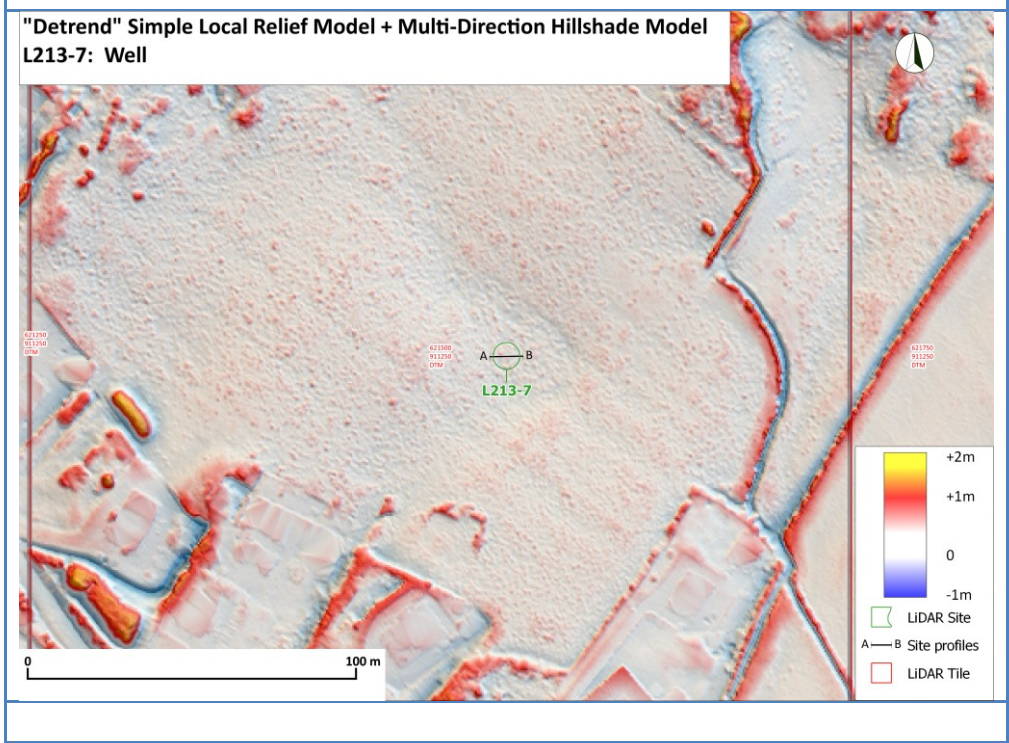 "Detrend" Simple Local Relief Model + Multi-Direction Hillshade Model
L213-7: Well
621250
911250
DTM
621500
911250
DTM
A B
L213-7
621750
911250
DTM
+2m
+1m
0
-1m
LiDAR Site
A B Site profiles
LiDAR Tile
0 100 m